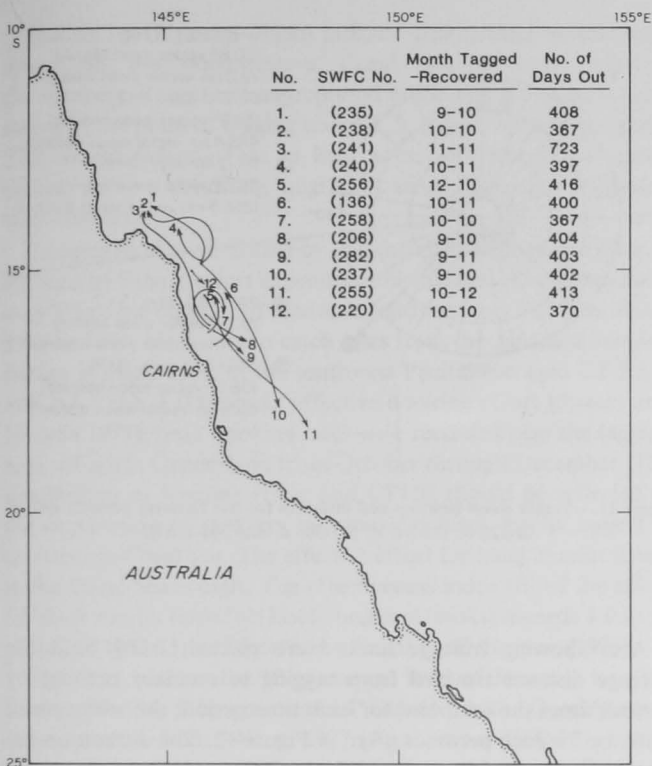 10°
S
145°E
150°E
155°E
Month Tagged
No. of
No.
SWFC No.
-Recovered
Days Out
1. (235) 9-10 408
2. (238) 10-10 367
3. (241) 11-11 723
4. (240) 10-11 397
5. (256) 12-10 416
6. (136) 10-11 400
7. (258) 10-10 367
8. (206) 9-10 404
9. (282) 9-11 403
10. (237) 9-10 402
11. (255) 10-12 413
12. (220) 10-10 370
1
2
3
4
15°
12
6
5
7
8
9
CAIRNS
10
11
20°
AUSTRALIA
25°